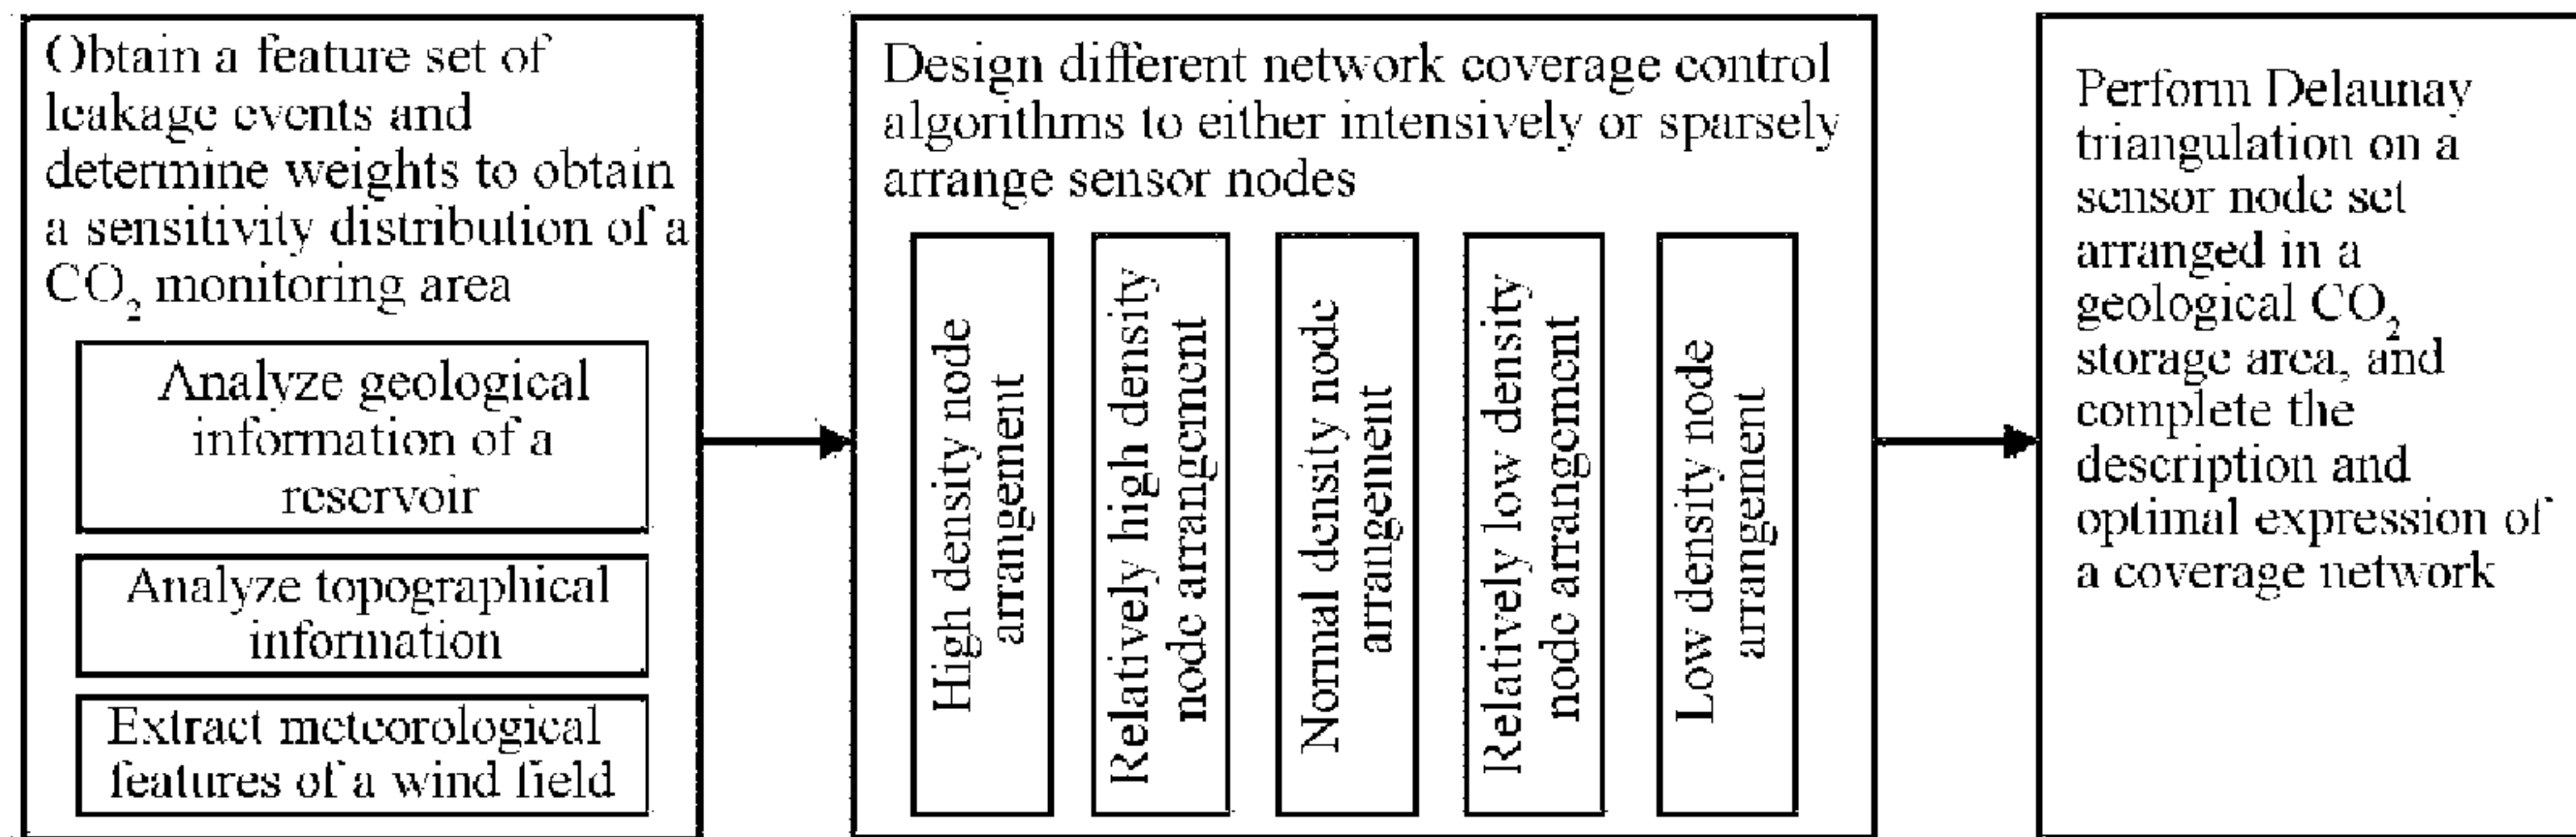 Obtain a feature set of
leakage events and
determine weights to obtain
a sensitivity distribution of a
CO₂ monitoring area
Analyze geological
information of a
reservoir
Analyze topographical
information
Extract meteorological
features of a wind field
Design different network coverage control
algorithms to either intensively or sparsely
arrange sensor nodes
High density node
arrangement
Relatively high density
node arrangement
Normal density node
arrangement
Relatively low density
node arrangement
Low density node
arrangement
Perform Delaunay
triangulation on a
sensor node set
arranged in a
geological CO₂
storage area, and
complete the
description and
optimal expression of
a coverage network